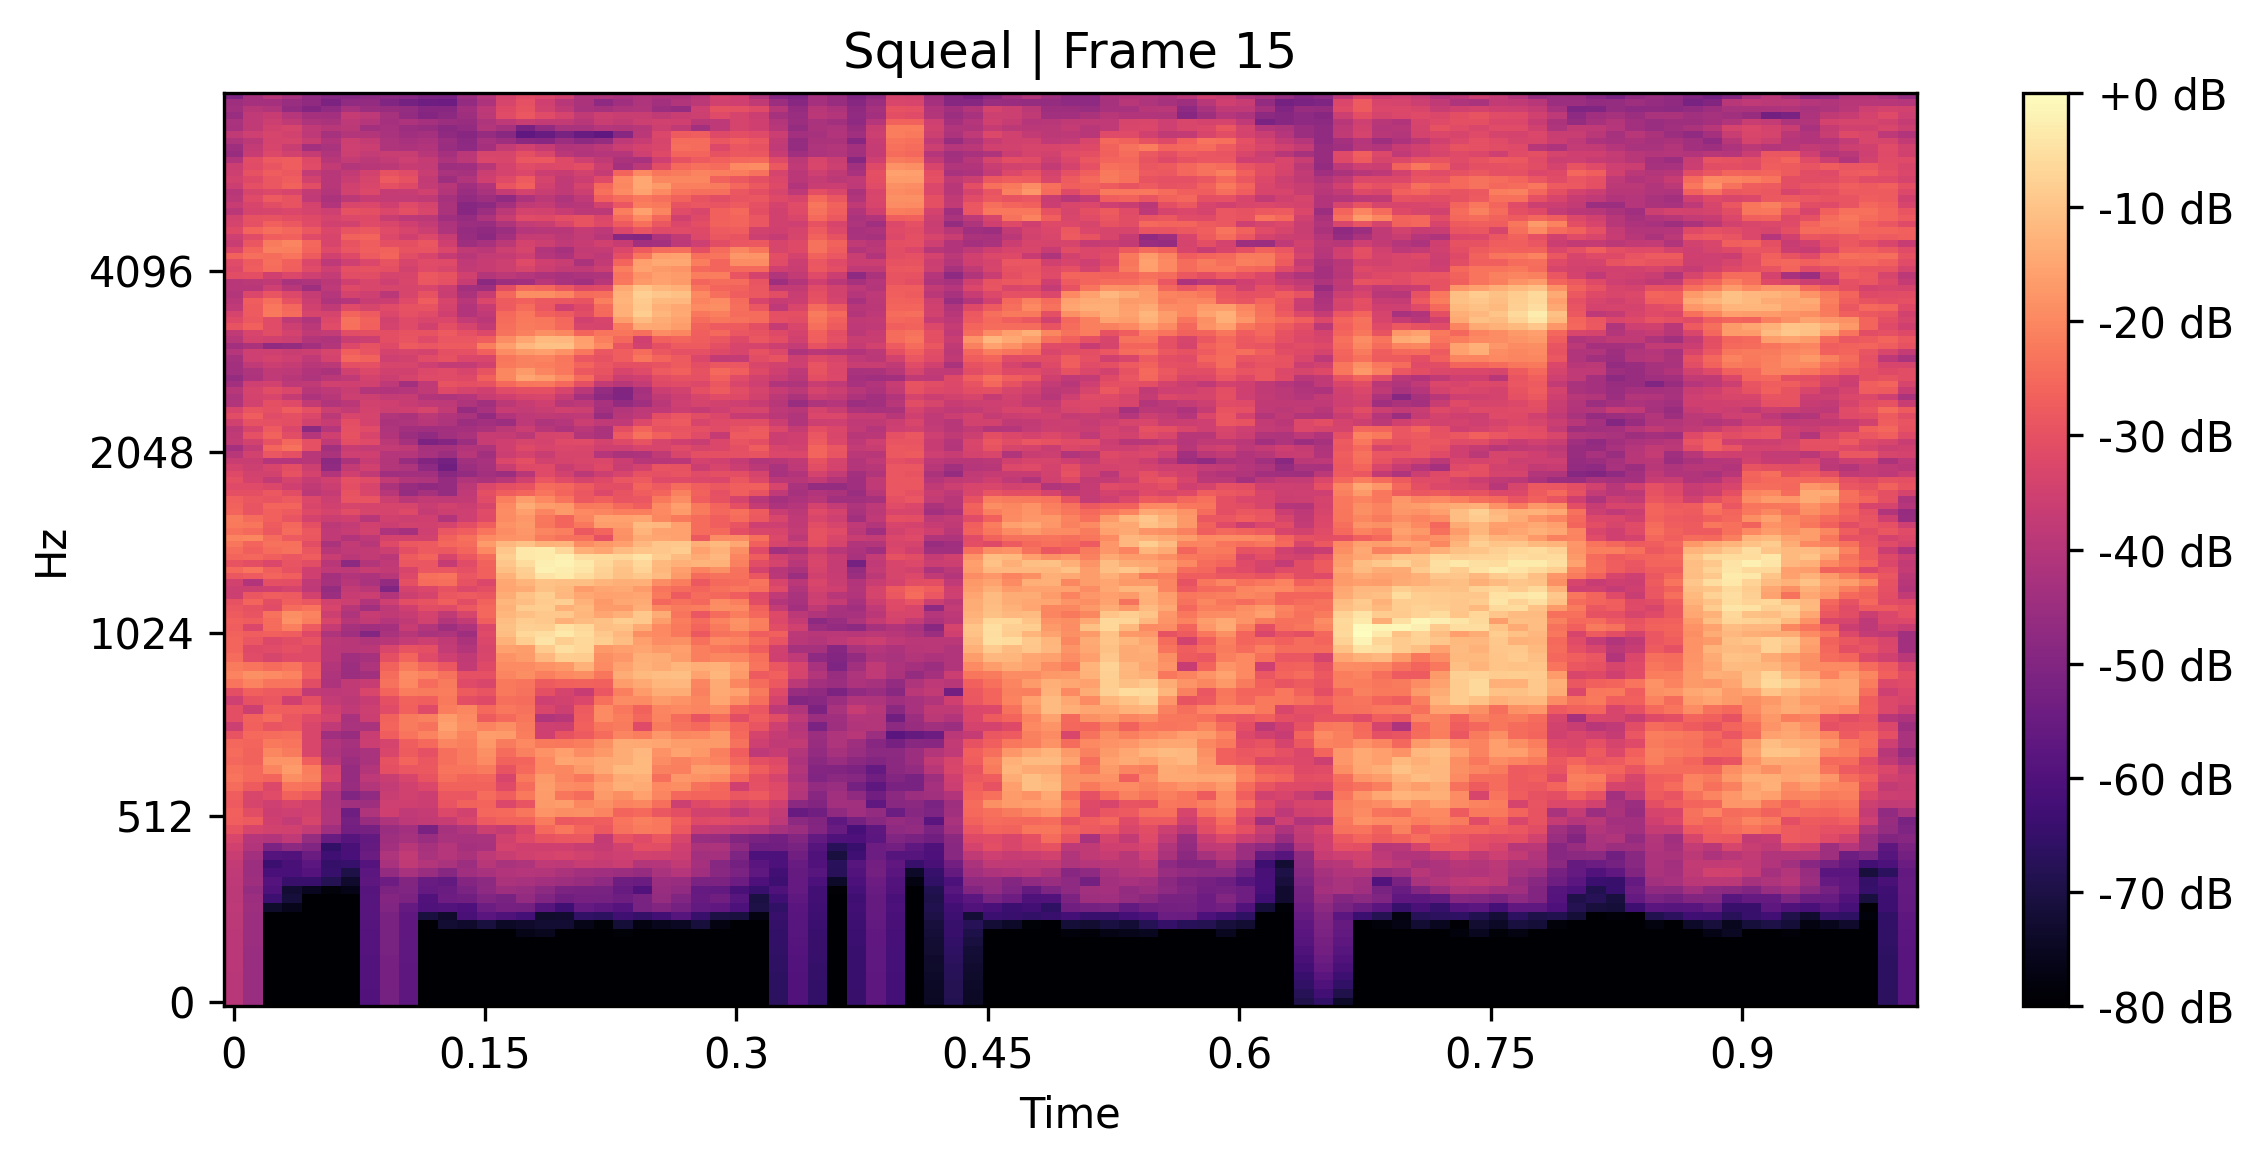 Squeal | Frame 15
Hz
4096
2048
1024
512
0
0 0.15 0.3 0.45 0.6 0.75 0.9
Time
+0 dB
-10 dB
-20 dB
-30 dB
-40 dB
-50 dB
-60 dB
-70 dB
-80 dB